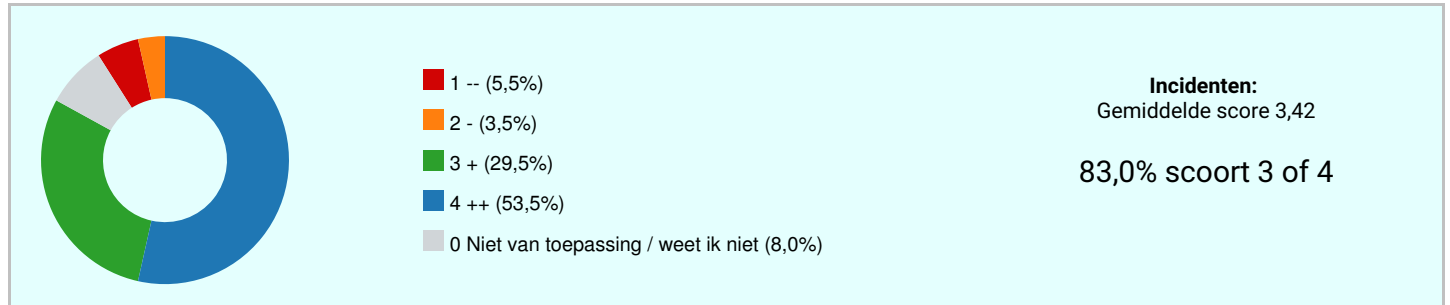 1 -- (5,5%)
2 - (3,5%)
3 + (29,5%)
4 ++ (53,5%)
0 Niet van toepassing / weet ik niet (8,0%)
Incidenten:
Gemiddelde score 3,42
83,0% scoort 3 of 4